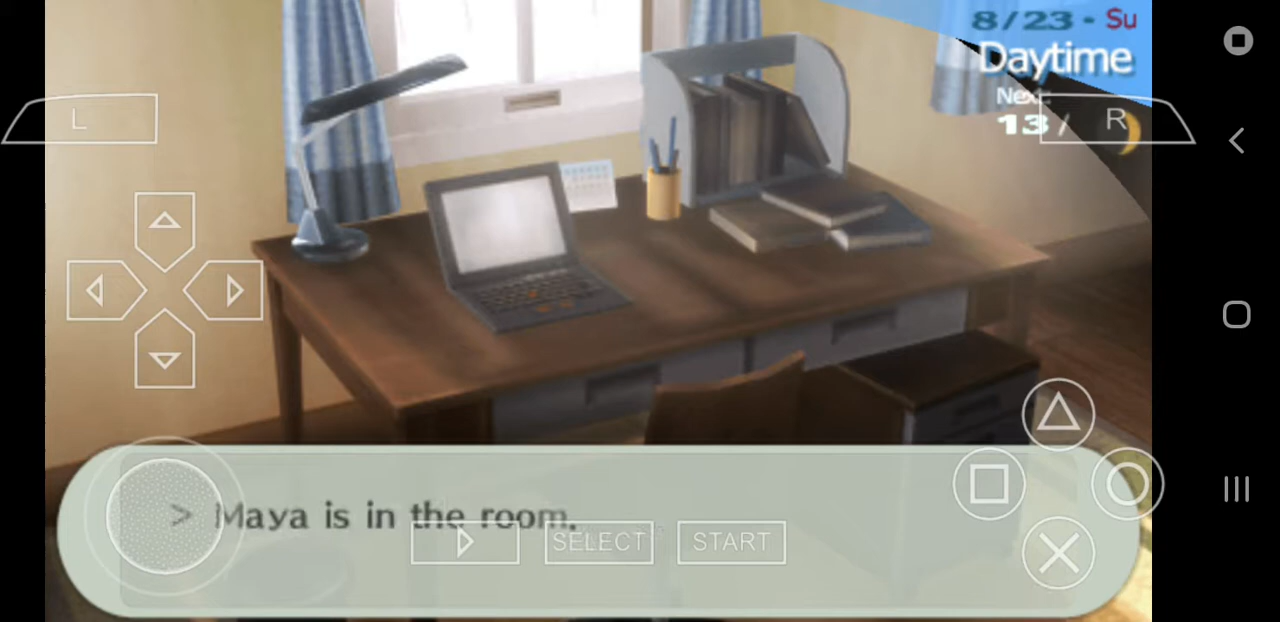 8/23 • Su
Daytime
Next:
13/
L
R
> Maya is in the room.
SELECT
START